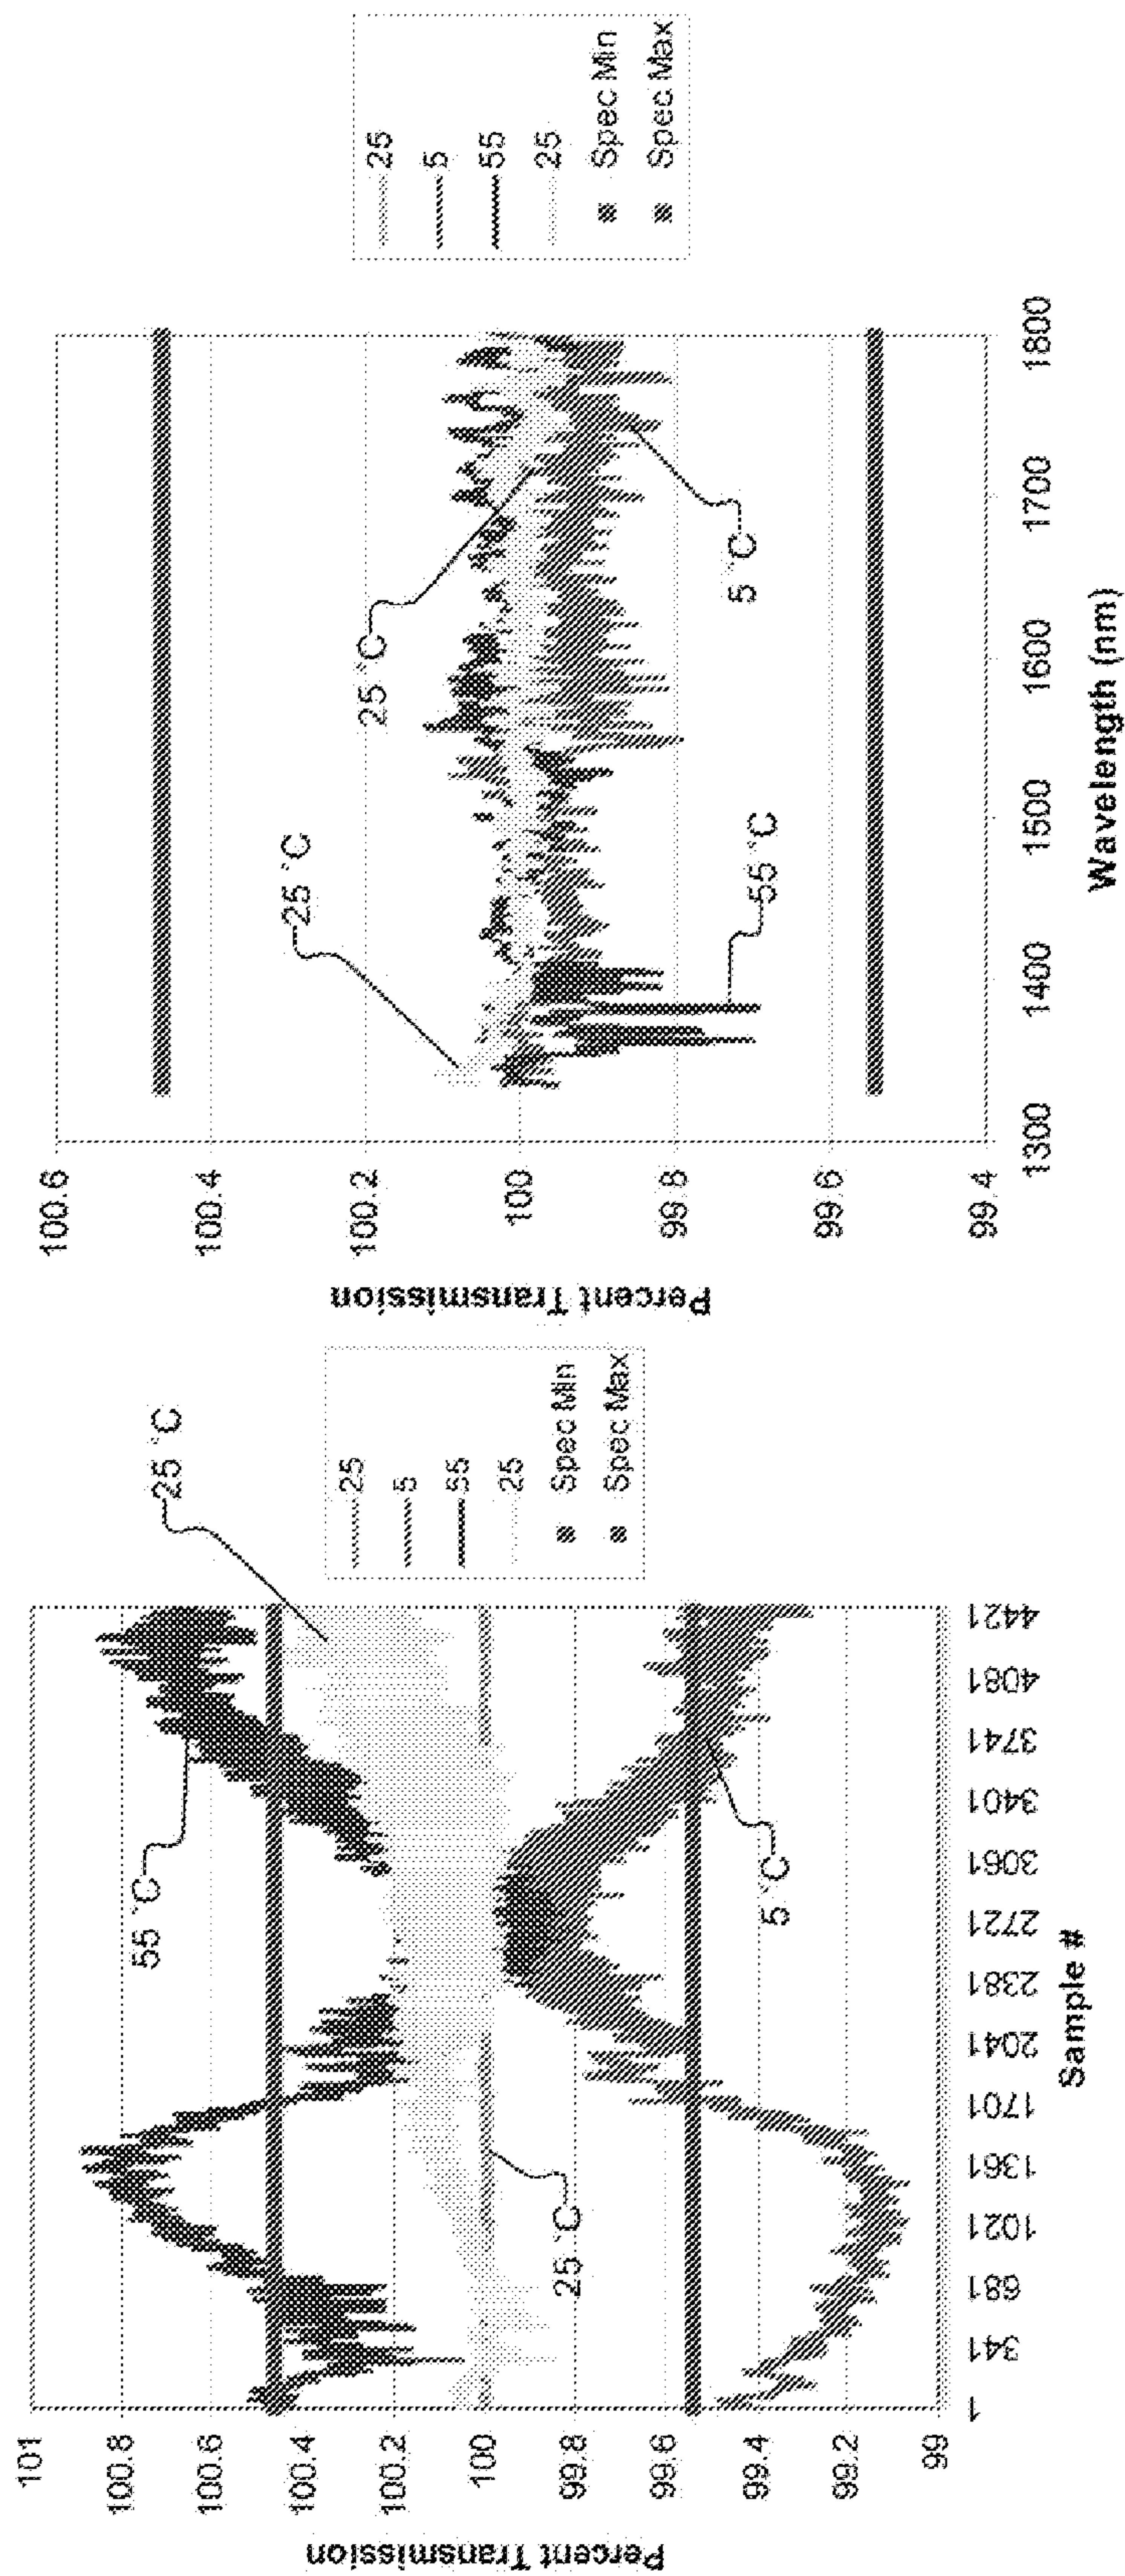 Percent Transmission
101
100.8
100.6
100.4
100.2
100
99.8
99.6
99.4
99.2
99
1
341
681
1021
1361
1701
2041
2381
2721
3061
3401
3741
4081
4421
Sample #
55 °C
25 °C
25 °C
5 °C
25
5
55
25
Spec Min
Spec Max
Percent Transmission
100.6
100.4
100.2
100
99.8
99.6
99.4
1300
1400
1500
1600
1700
1800
Wavelength (nm)
25 °C
25 °C
55 °C
5 °C
25
5
55
25
Spec Min
Spec Max